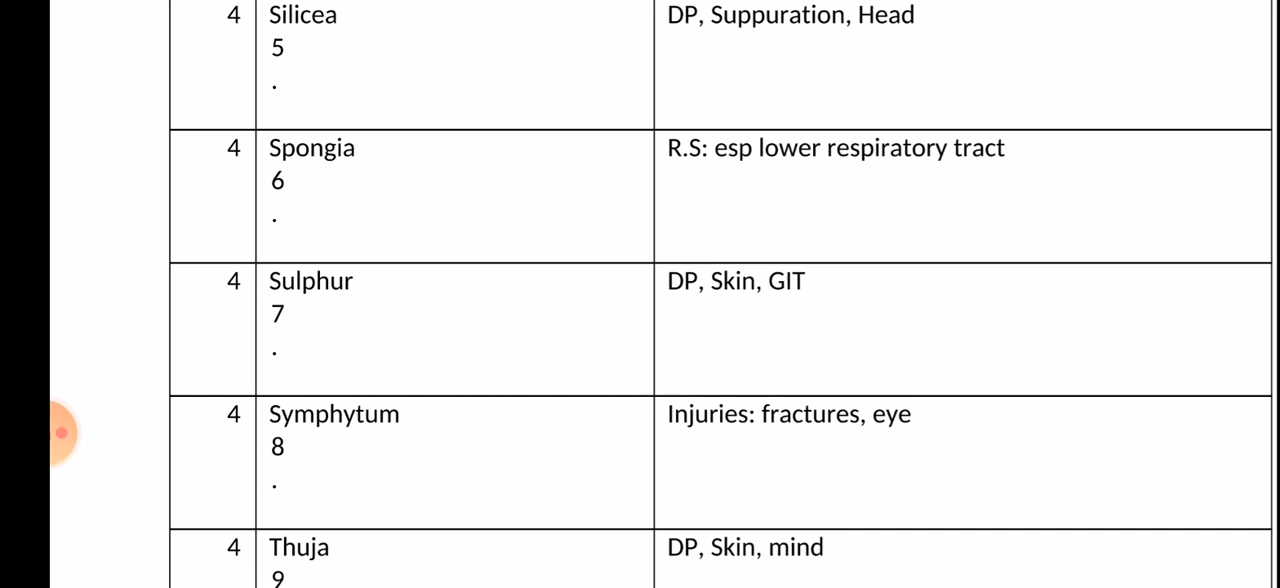 4 Silicea DP, Suppuration, Head
5
.
4 Spongia R.S: esp lower respiratory tract
6
.
4 Sulphur DP, Skin, GIT
7
.
4 Symphytum Injuries: fractures, eye
8
.
4 Thuja DP, Skin, mind
9